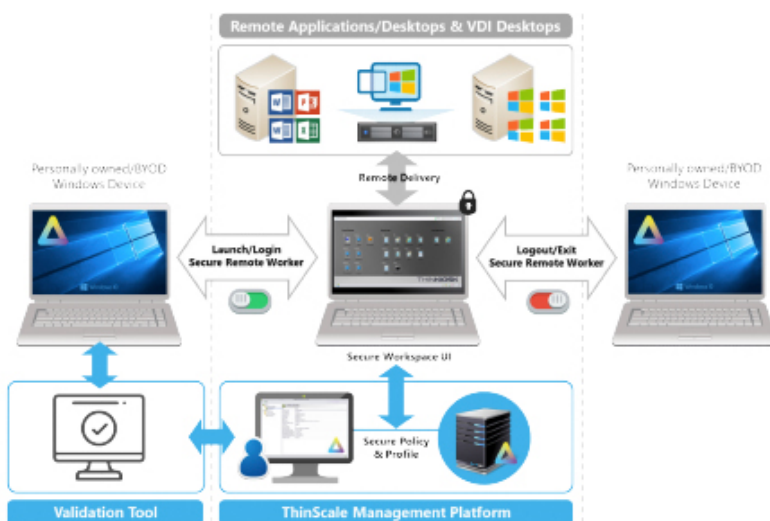 Remote Applications/Desktops & VDI Desktops
Personally owned/BYOD
Windows Device
Remote Delivery
Personally owned/BYOD
Windows Device
Launch/Login
Secure Remote Worker
Logout/Exit
Secure Remote Worker
Windows 10
Secure Workspace UI
Secure Policy
& Profile
Validation Tool
ThinScale Management Platform